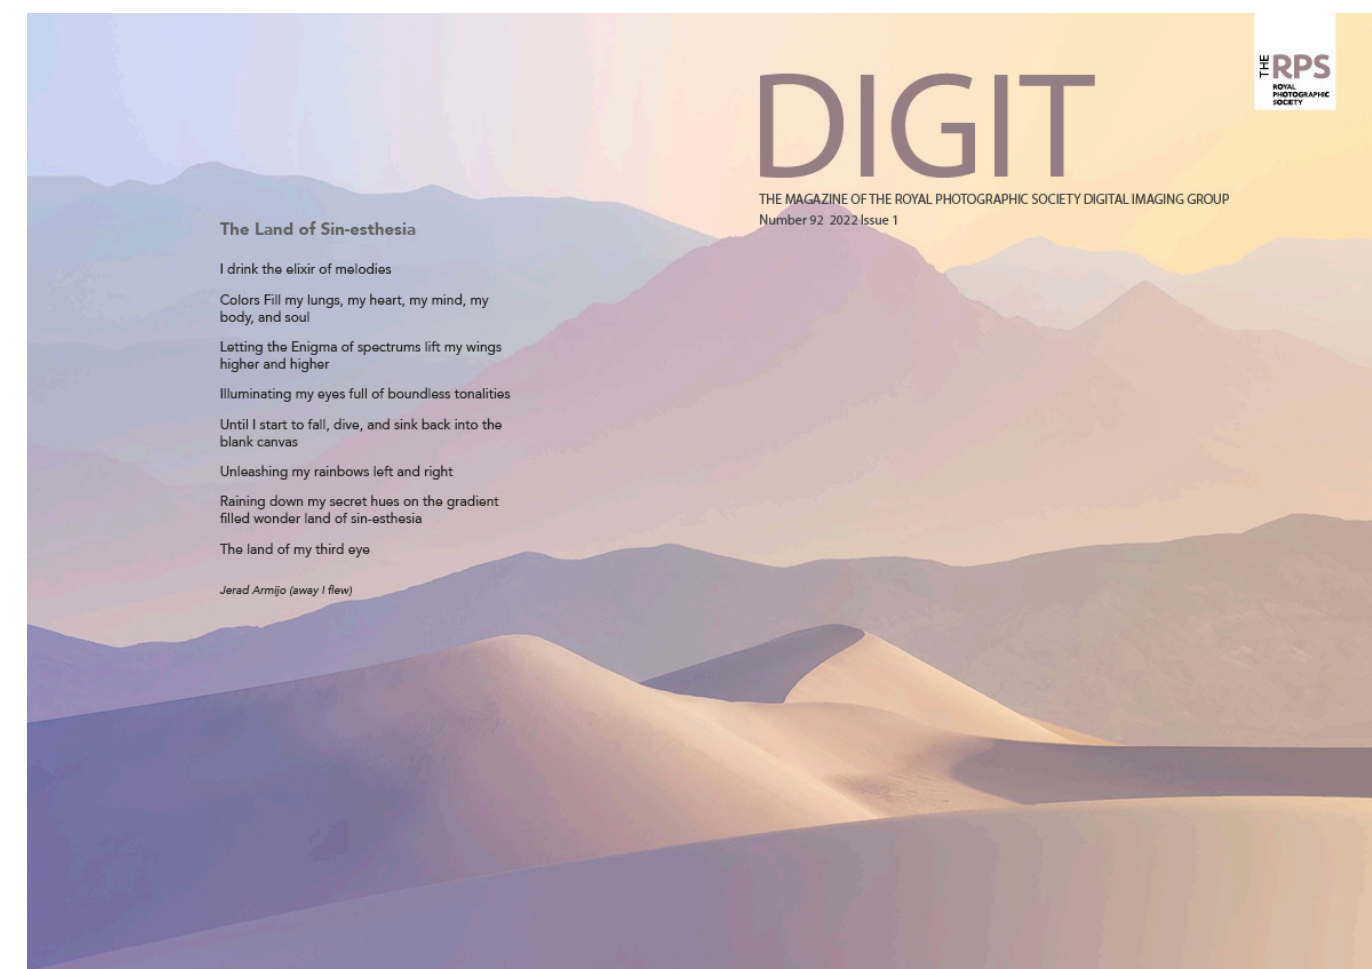 The Land of Sin-esthesia
I drink the elixir of melodies
Colors Fill my lungs, my heart, my mind, my
body, and soul
Letting the Enigma of spectrums lift my wings
higher and higher
Illuminating my eyes full of boundless tonalities
Until I start to fall, dive, and sink back into the
blank canvas
Unleashing my rainbows left and right
Raining down my secret hues on the gradient
filled wonder land of sin-esthesia
The land of my third eye
Jerad Armijo (away I flew)
DIGIT
THE MAGAZINE OF THE ROYAL PHOTOGRAPHIC SOCIETY DIGITAL IMAGING GROUP
Number 92 2022 Issue 1
THE RPS
ROYAL
PHOTOGRAPHIC
SOCIETY